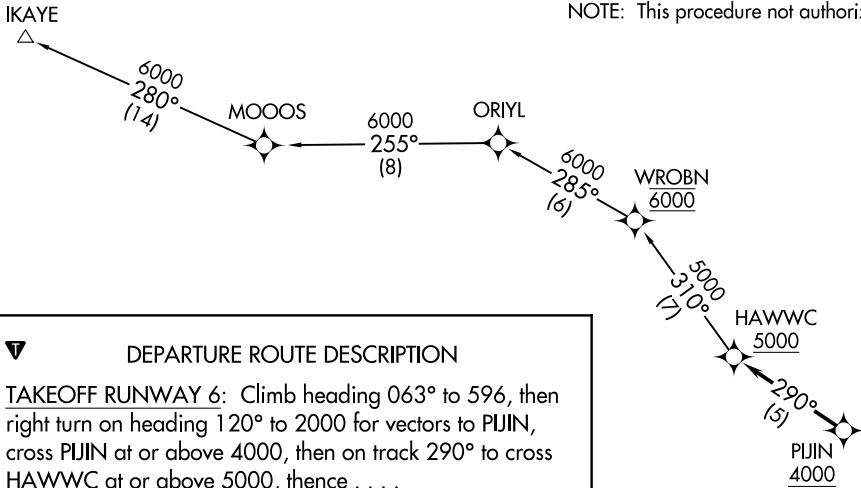 IKAYE
NOTE: This procedure not authori
6000
280°
(14)
MOOOS
6000
255°
(8)
ORIYL
6000
285°
(6)
WROBN
6000
5000
310°
(7)
HAWWC
5000
290°
(5)
PIJIN
4000
T
DEPARTURE ROUTE DESCRIPTION
TAKEOFF RUNWAY 6: Climb heading 063° to 596, then
right turn on heading 120° to 2000 for vectors to PIJIN,
cross PIJIN at or above 4000, then on track 290° to cross
HAWWC at or above 5000, thence . . . .